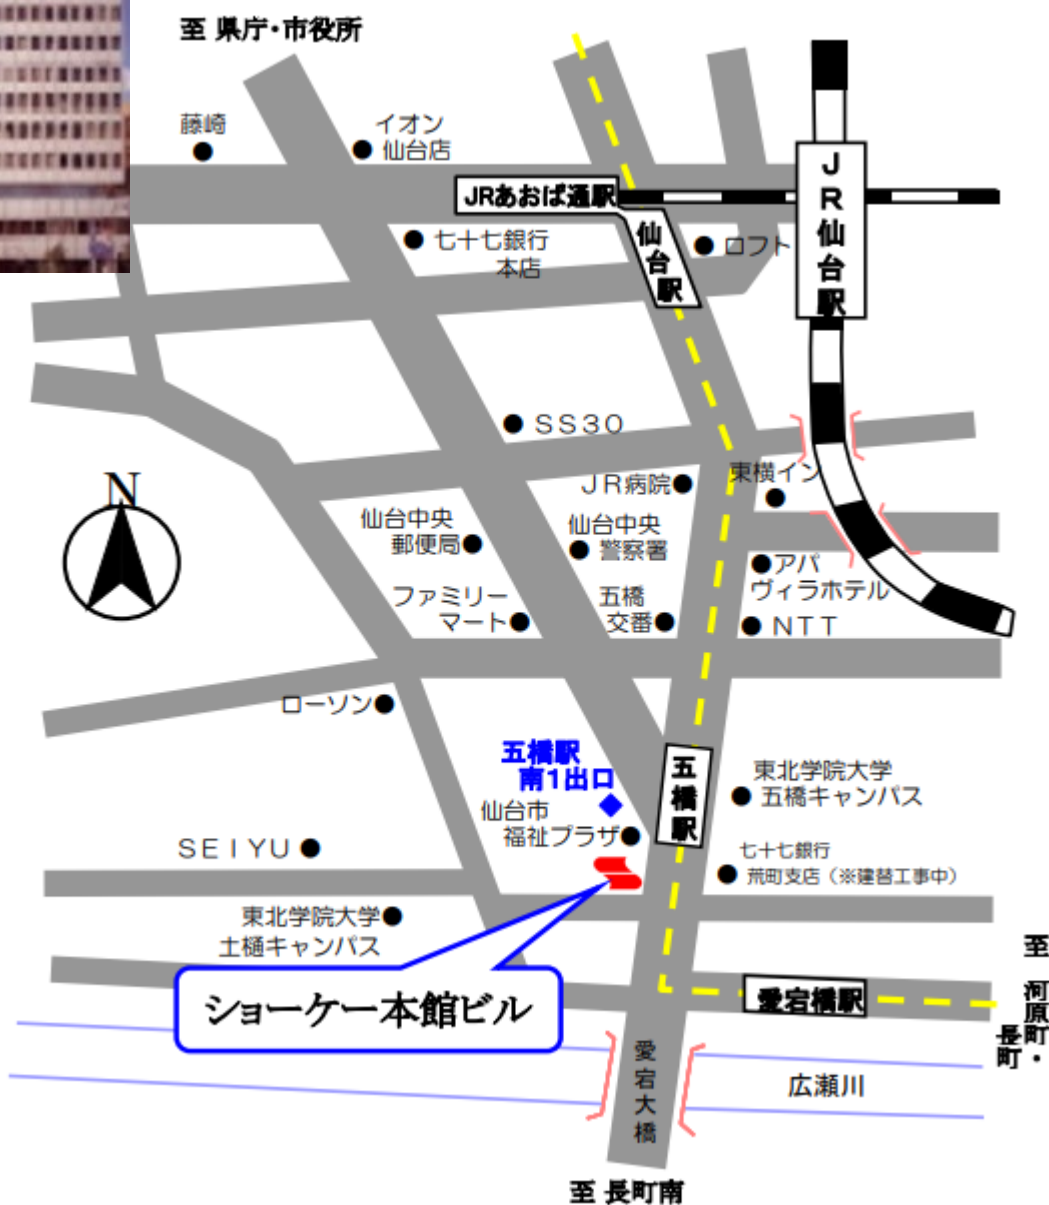 至 県庁・市役所
藤崎
イオン
仙台店
JRあおば通駅
JR仙台駅
仙台駅
七十七銀行
本店
ロフト
SS30
JR病院
東横イン
N
仙台中央
郵便局
仙台中央
警察署
アパ
ヴィラホテル
ファミリー
マート
五橋
交番
NTT
ローソン
五橋駅
南1出口
五橋駅
東北学院大学
五橋キャンパス
仙台市
福祉プラザ
SEIYU
七十七銀行
荒町支店（※建替工事中）
東北学院大学
土樋キャンパス
ショーケー本館ビル
愛宕橋駅
至
河原町・
長町
愛宕大橋
広瀬川
至 長町南